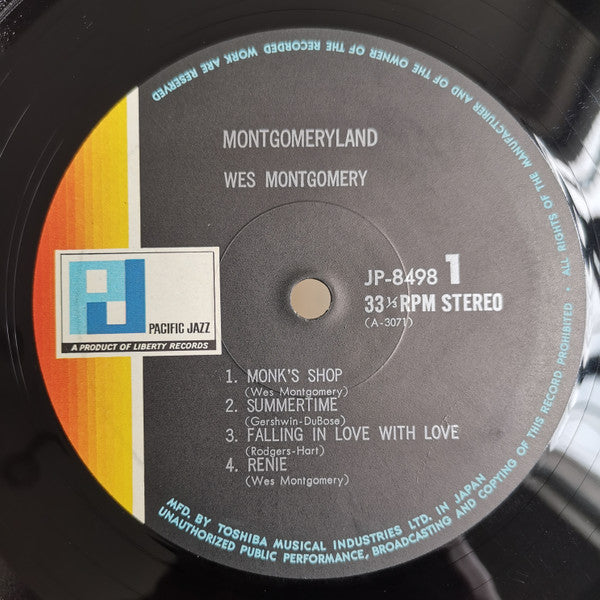 MONTGOMERYLAND
WES MONTGOMERY
JP-8498 1
33⅓RPM STEREO
(A-3071)
PJ
PACIFIC JAZZ
A PRODUCT OF LIBERTY RECORDS
1. MONK'S SHOP
(Wes Montgomery)
2. SUMMERTIME
(Gershwin-DuBose)
3. FALLING IN LOVE WITH LOVE
(Rodgers-Hart)
4. RENIE
(Wes Montgomery)
MFD. BY TOSHIBA MUSICAL INDUSTRIES LTD. IN JAPAN
UNAUTHORIZED PUBLIC PERFORMANCE, BROADCASTING AND COPYING OF THIS RECORD PROHIBITED • ALL RIGHTS OF THE MANUFACTURER AND OF THE OWNER OF THE RECORDED WORK ARE RESERVED